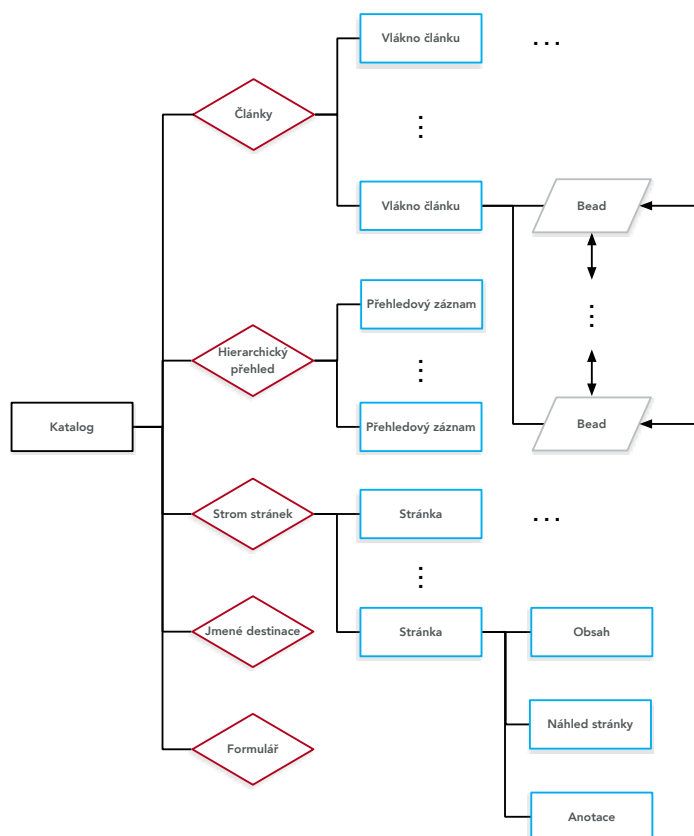 Vlákno článku
...
Články
⋮
Vlákno článku
Bead
Přehledový záznam
⋮
Hierarchický
přehled
⋮
Přehledový záznam
Bead
Katalog
Strom stránek
Stránka
...
⋮
Jmené destinace
Stránka
Obsah
Náhled stránky
Formulář
Anotace